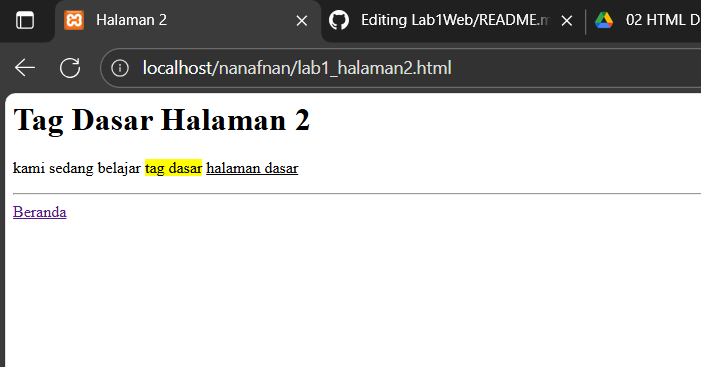 Halaman 2
Editing Lab1Web/README.m
02 HTML D
localhost/nanafnan/lab1_halaman2.html
Tag Dasar Halaman 2
kami sedang belajar tag dasar halaman dasar
Beranda